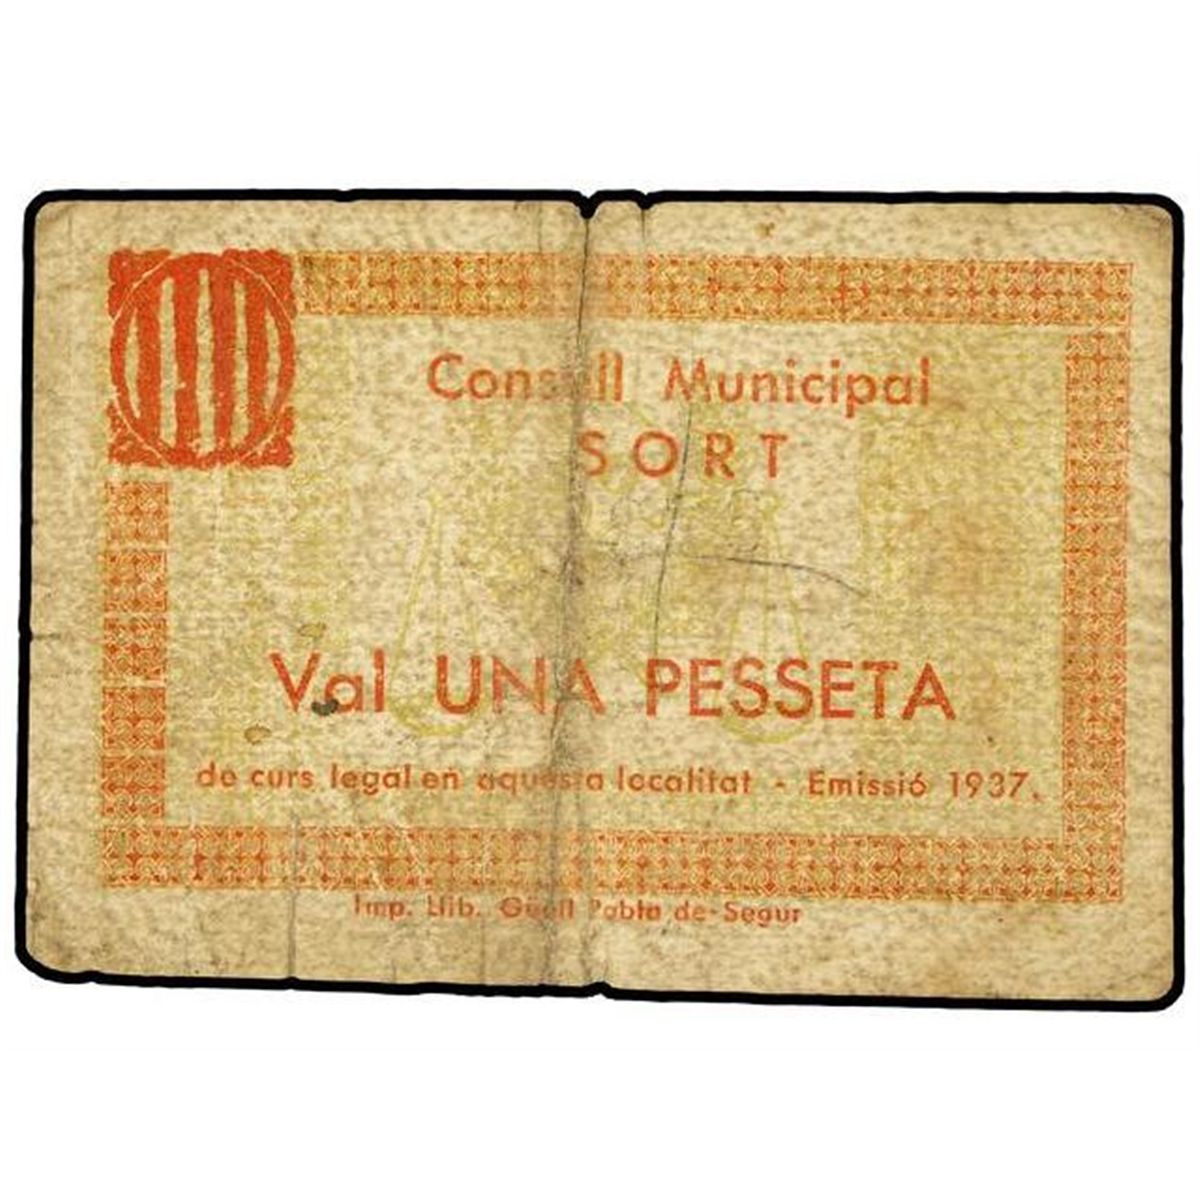 Consell Municipal
SORT
Val UNA PESSETA
de curs legal en aquesta localitat - Emissió 1937.
Imp. Llib. Güell Pobla de-Segur